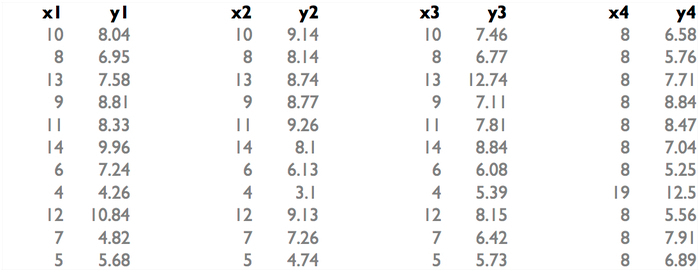 x1 y1 x2 y2 x3 y3 x4 y4
10 8.04 10 9.14 10 7.46 8 6.58
8 6.95 8 8.14 8 6.77 8 5.76
13 7.58 13 8.74 13 12.74 8 7.71
9 8.81 9 8.77 9 7.11 8 8.84
11 8.33 11 9.26 11 7.81 8 8.47
14 9.96 14 8.1 14 8.84 8 7.04
6 7.24 6 6.13 6 6.08 8 5.25
4 4.26 4 3.1 4 5.39 19 12.5
12 10.84 12 9.13 12 8.15 8 5.56
7 4.82 7 7.26 7 6.42 8 7.91
5 5.68 5 4.74 5 5.73 8 6.89